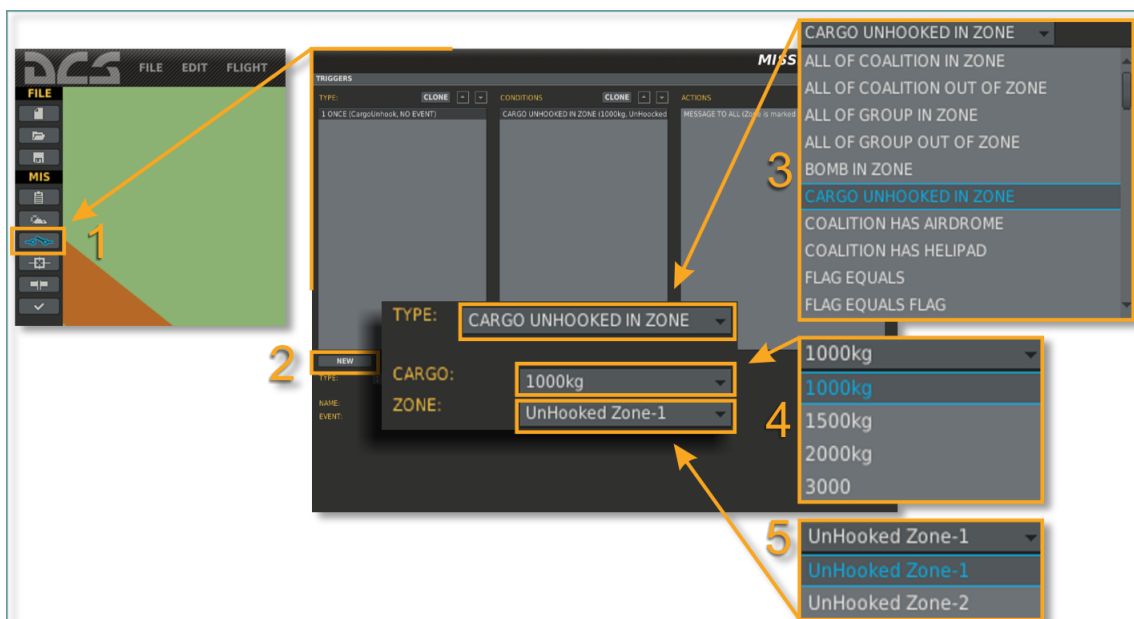 DCS FILE EDIT FLIGHT
FILE
MIS
1
TRIGGERS
TYPE: CLONE CONDITIONS CLONE ACTIONS
1 ONCE (CargoUnhook, NO EVENT) CARGO UNHOOKED IN ZONE (1000kg, UnHoocked MESSAGE TO ALL (Zone is marked
2
NEW
TYPE:
NAME:
EVENT:
TYPE: CARGO UNHOOKED IN ZONE
CARGO: 1000kg
ZONE: UnHooked Zone-1
3
CARGO UNHOOKED IN ZONE
ALL OF COALITION IN ZONE
ALL OF COALITION OUT OF ZONE
ALL OF GROUP IN ZONE
ALL OF GROUP OUT OF ZONE
BOMB IN ZONE
CARGO UNHOOKED IN ZONE
COALITION HAS AIRDROME
COALITION HAS HELIPAD
FLAG EQUALS
FLAG EQUALS FLAG
4
1000kg
1000kg
1500kg
2000kg
3000
5
UnHooked Zone-1
UnHooked Zone-1
UnHooked Zone-2